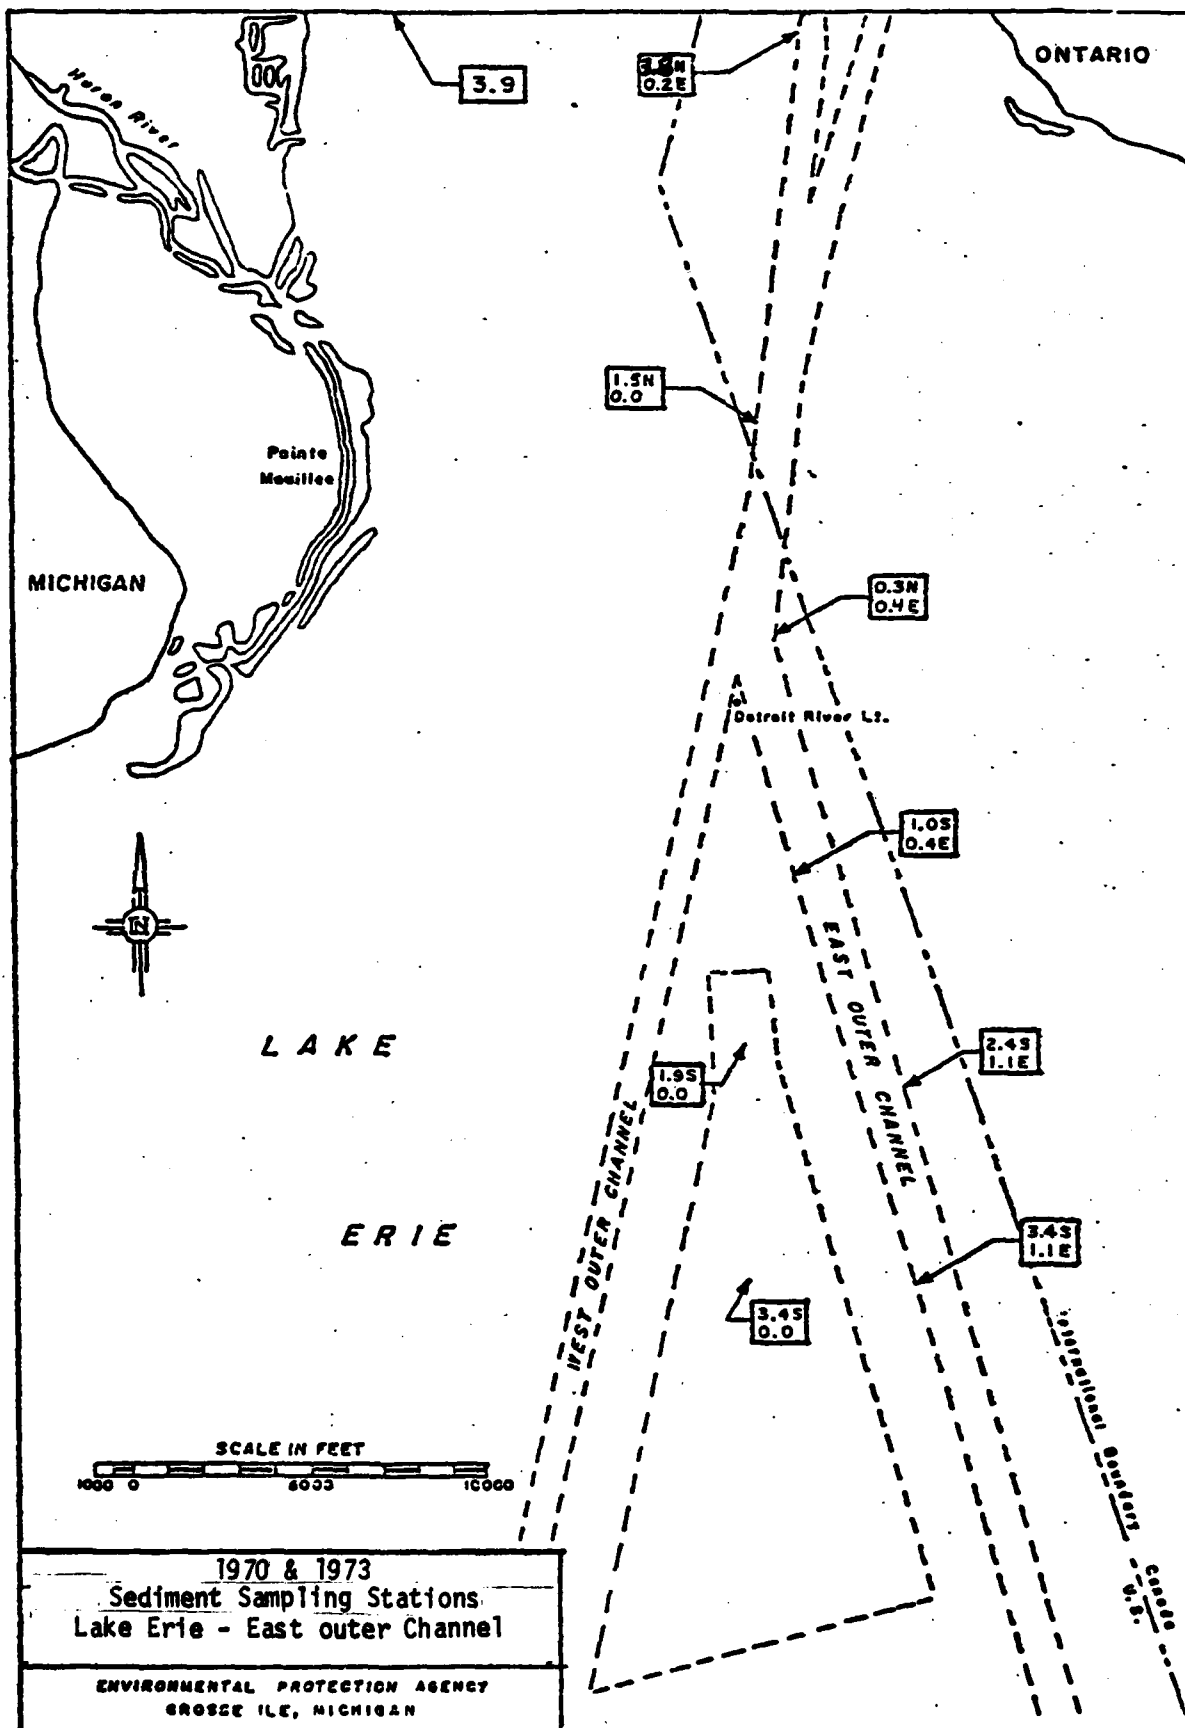 ONTARIO
Huron River
3.9
0.2E
1.5N
0.0
Pointe
Mouillee
MICHIGAN
0.3N
0.4E
Detroit River Lt.
1.0S
0.4E
EAST OUTER CHANNEL
N
LAKE
2.4S
1.1E
1.9S
0.0
WEST OUTER CHANNEL
ERIE
3.4S
1.1E
3.4S
0.0
International Boundary
Canada
U.S.
SCALE IN FEET
1000 0 5000 10000
1970 & 1973
Sediment Sampling Stations
Lake Erie - East outer Channel
ENVIRONMENTAL PROTECTION AGENCY
GROSSE ILE, MICHIGAN